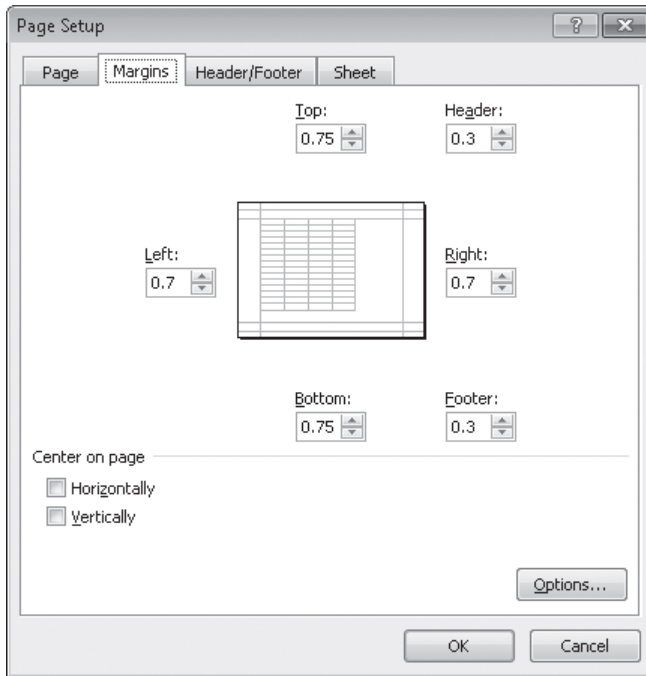 Page Setup
Page Margins Header/Footer Sheet
Top: Header:
0.75 0.3
Left: Right:
0.7 0.7
Bottom: Footer:
0.75 0.3
Center on page
Horizontally
Vertically
Options...
OK Cancel